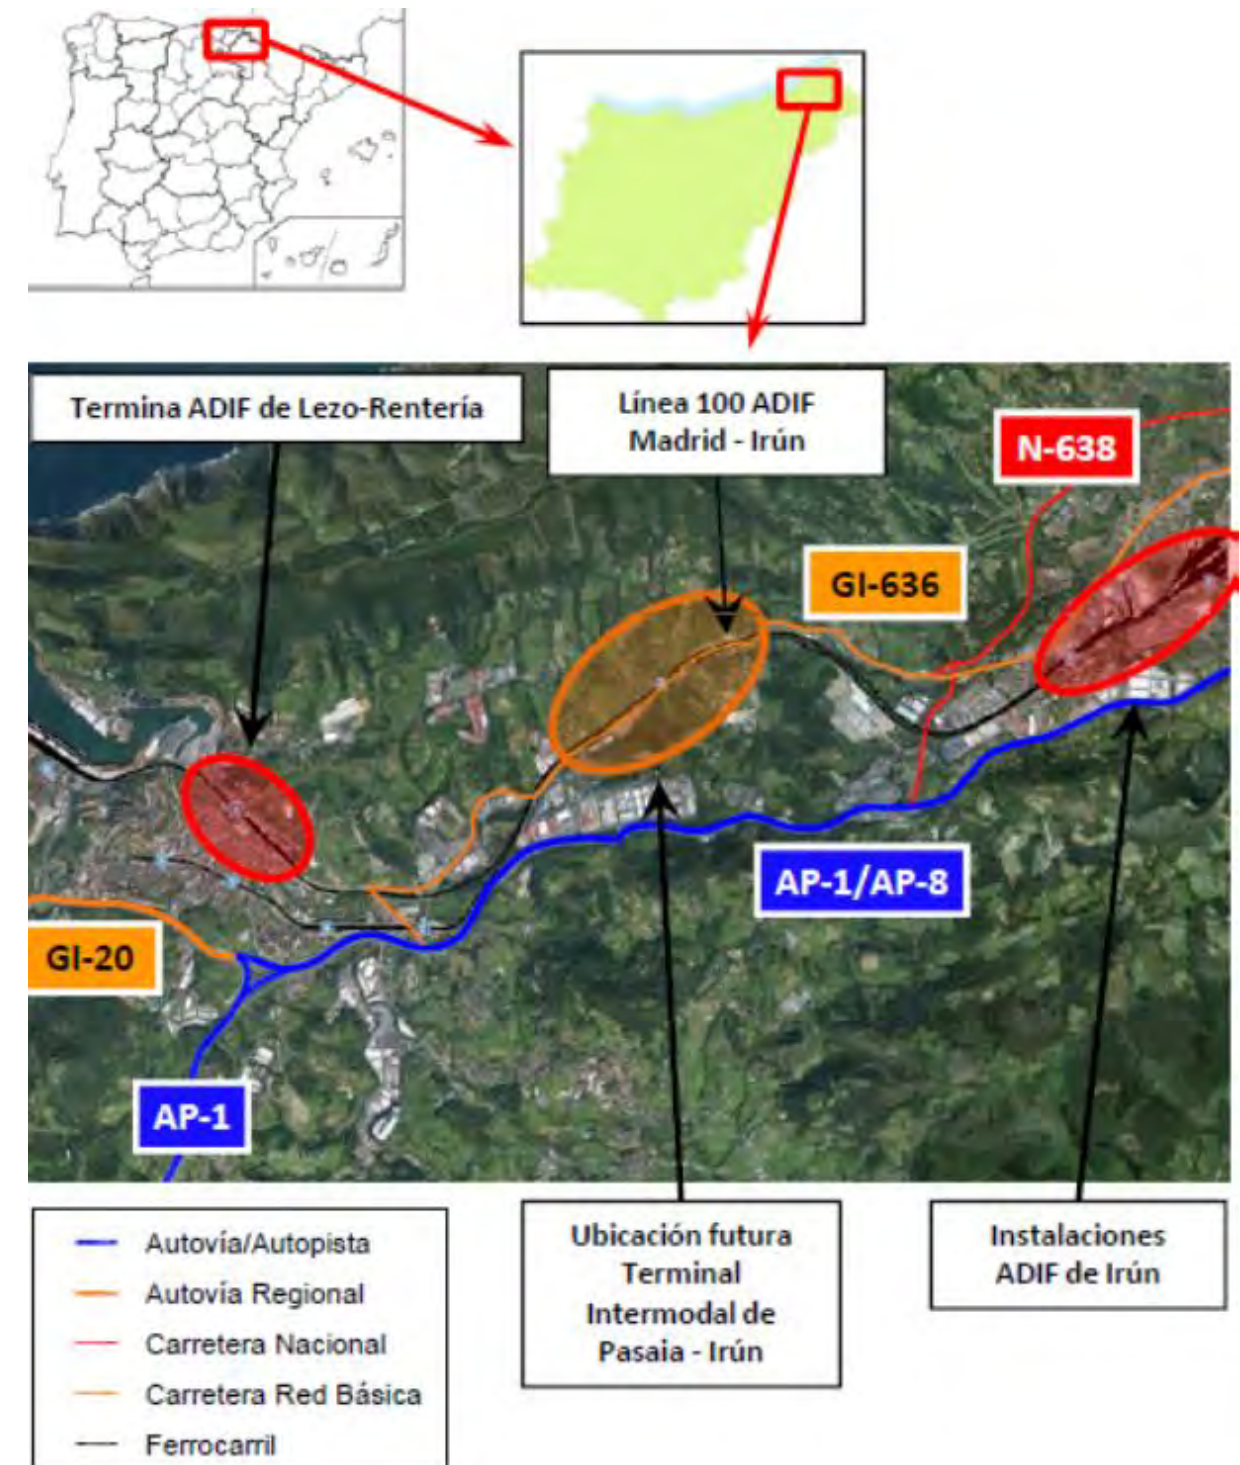 Termina ADIF de Lezo-Rentería
Línea 100 ADIF
Madrid - Irún
N-638
GI-636
AP-1/AP-8
GI-20
AP-1
Autovía/Autopista
Autovía Regional
Carretera Nacional
Carretera Red Básica
Ferrocarril
Ubicación futura
Terminal
Intermodal de
Pasaia - Irún
Instalaciones
ADIF de Irún